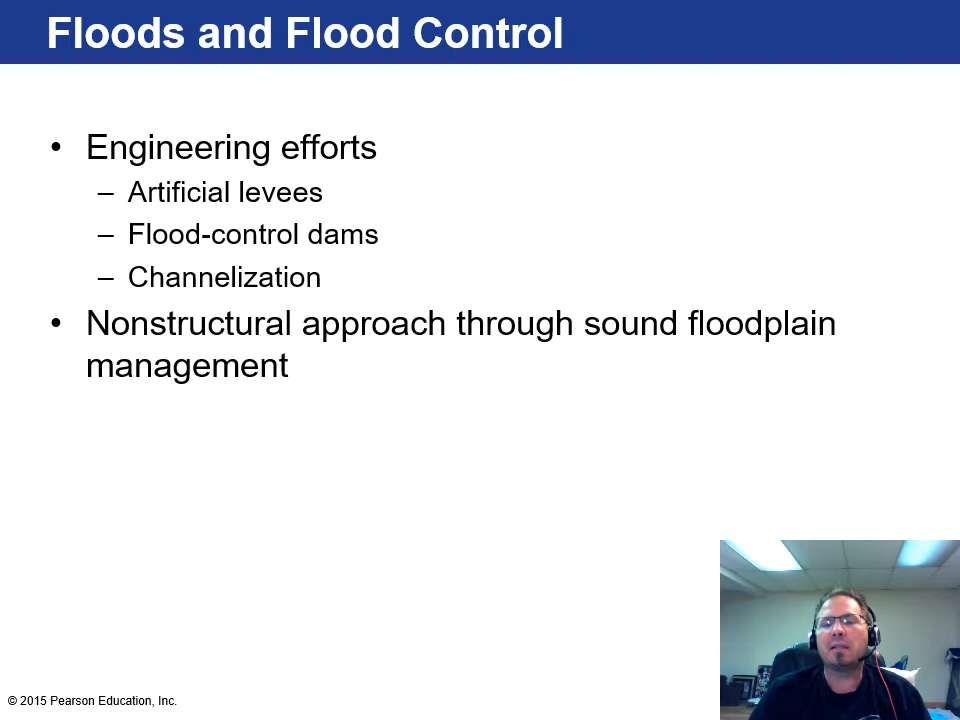 Floods and Flood Control
• Engineering efforts
– Artificial levees
– Flood-control dams
– Channelization
• Nonstructural approach through sound floodplain
management
© 2015 Pearson Education, Inc.